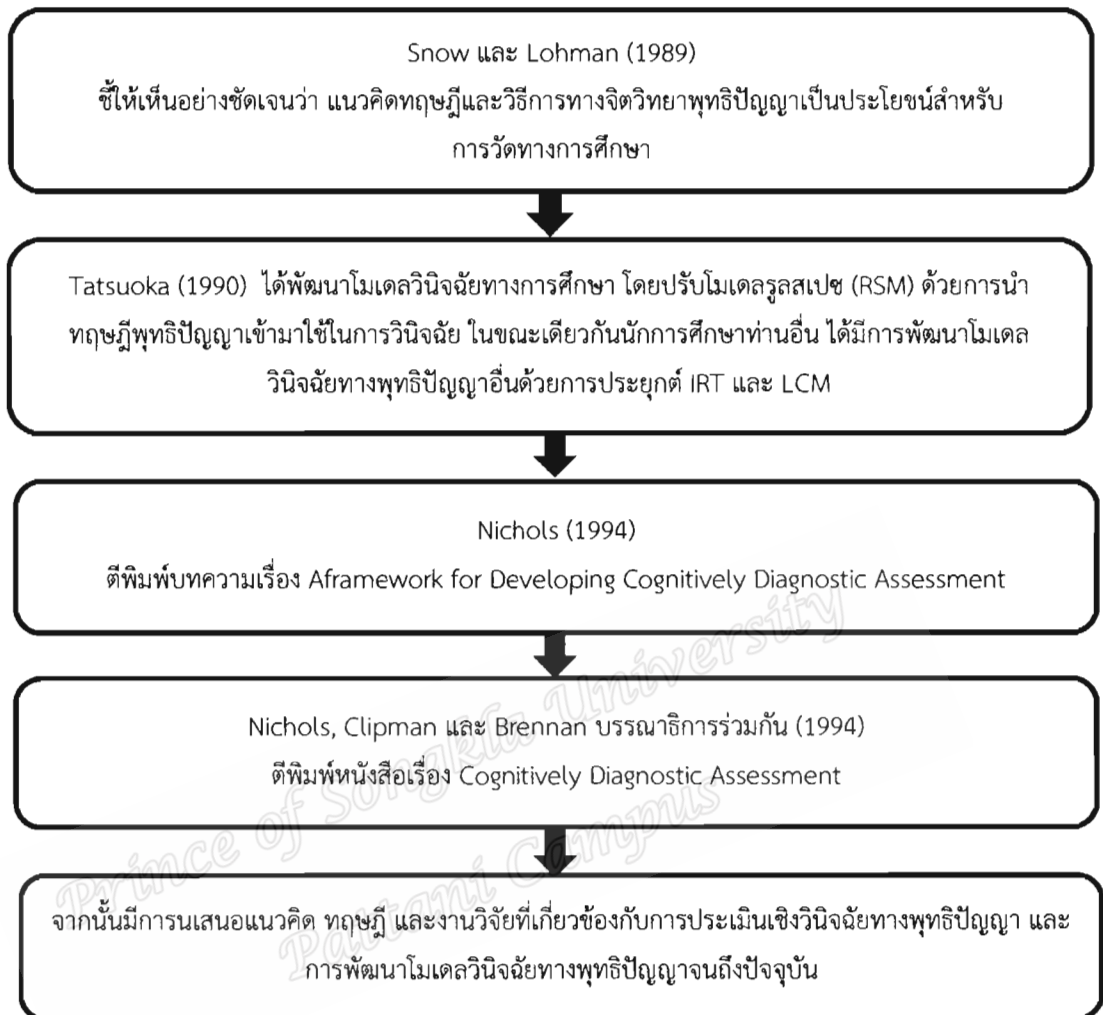 Snow และ Lohman (1989)
ชี้ให้เห็นอย่างชัดเจนว่า แนวคิดทฤษฎีและวิธีการทางจิตวิทยาพุทธิปัญญาเป็นประโยชน์สำหรับ
การวัดทางการศึกษา
Tatsuoka (1990) ได้พัฒนาโมเดลวินิจฉัยทางการศึกษา โดยปรับโมเดลรูลสเปซ (RSM) ด้วยการนำ
ทฤษฎีพุทธิปัญญาเข้ามาใช้ในการวินิจฉัย ในขณะเดียวกันนักการศึกษาท่านอื่น ได้มีการพัฒนาโมเดล
วินิจฉัยทางพุทธิปัญญาอื่นด้วยการประยุกต์ IRT และ LCM
Nichols (1994)
ตีพิมพ์บทความเรื่อง Aframework for Developing Cognitively Diagnostic Assessment
Nichols, Clipman และ Brennan บรรณาธิการร่วมกัน (1994)
ตีพิมพ์หนังสือเรื่อง Cognitively Diagnostic Assessment
จากนั้นมีการนเสนอแนวคิด ทฤษฎี และงานวิจัยที่เกี่ยวข้องกับการประเมินเชิงวินิจฉัยทางพุทธิปัญญา และ
การพัฒนาโมเดลวินิจฉัยทางพุทธิปัญญาจนถึงปัจจุบัน
Prince of Songkla University
Pattani Campus